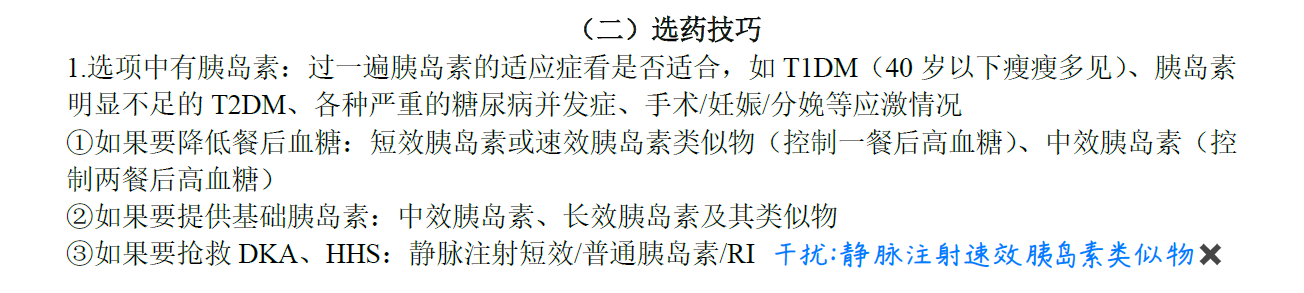 （二）选药技巧
1.选项中有胰岛素：过一遍胰岛素的适应症看是否适合，如 T1DM（40 岁以下瘦瘦多见）、胰岛素
明显不足的 T2DM、各种严重的糖尿病并发症、手术/妊娠/分娩等应激情况
①如果要降低餐后血糖：短效胰岛素或速效胰岛素类似物（控制一餐后高血糖）、中效胰岛素（控
制两餐后高血糖）
②如果要提供基础胰岛素：中效胰岛素、长效胰岛素及其类似物
③如果要抢救 DKA、HHS：静脉注射短效/普通胰岛素/RI 干扰:静脉注射速效胰岛素类似物✖